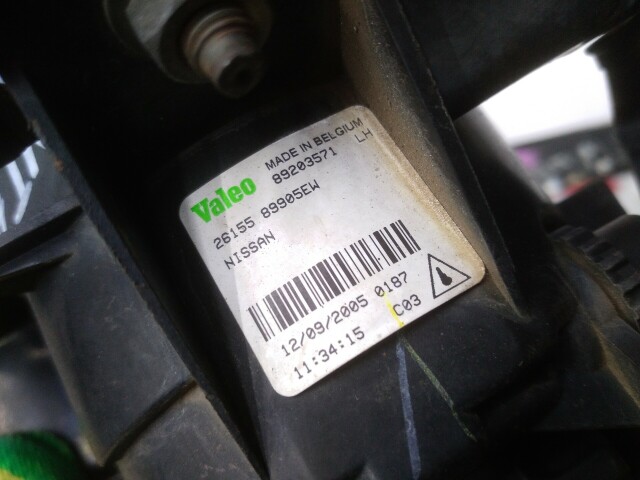 MADE IN BELGIUM
Valeo 89203571 LH
26155 89905EW
NISSAN
12/09/2005 0187
11:34:15 C03